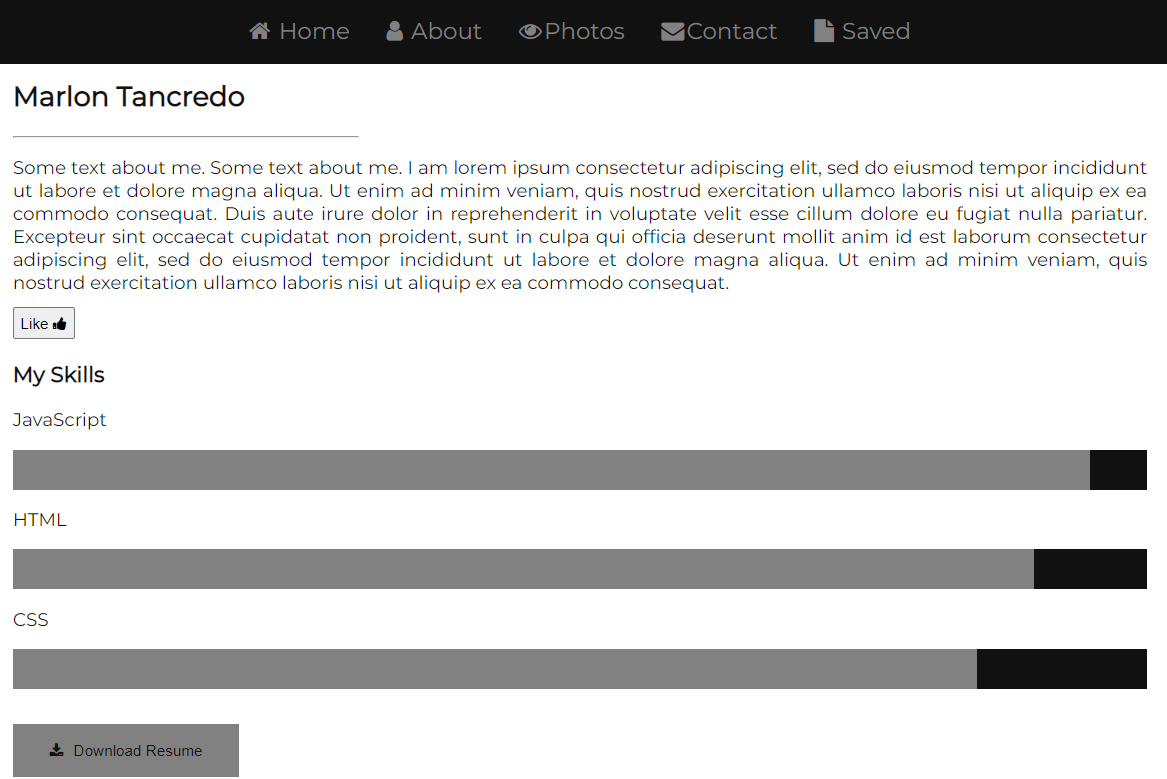 Home About Photos Contact Saved
Marlon Tancredo
Some text about me. Some text about me. I am lorem ipsum consectetur adipiscing elit, sed do eiusmod tempor incididunt
ut labore et dolore magna aliqua. Ut enim ad minim veniam, quis nostrud exercitation ullamco laboris nisi ut aliquip ex ea
commodo consequat. Duis aute irure dolor in reprehenderit in voluptate velit esse cillum dolore eu fugiat nulla pariatur.
Excepteur sint occaecat cupidatat non proident, sunt in culpa qui officia deserunt mollit anim id est laborum consectetur
adipiscing elit, sed do eiusmod tempor incididunt ut labore et dolore magna aliqua. Ut enim ad minim veniam, quis
nostrud exercitation ullamco laboris nisi ut aliquip ex ea commodo consequat.
Like
My Skills
JavaScript
HTML
CSS
Download Resume